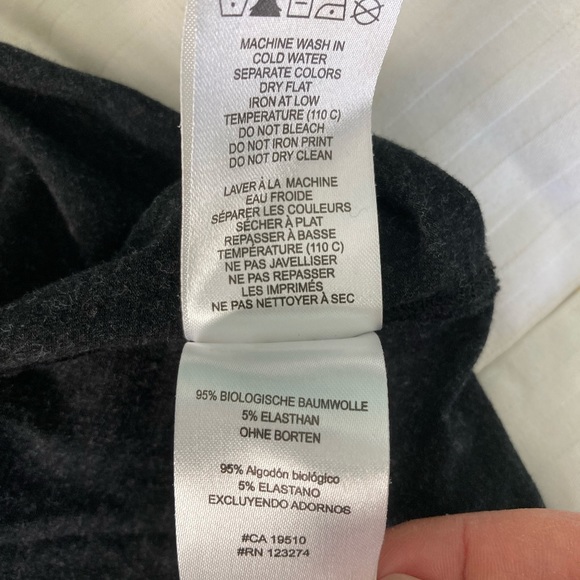 MACHINE WASH IN
COLD WATER
SEPARATE COLORS
DRY FLAT
IRON AT LOW
TEMPERATURE (110 C)
DO NOT BLEACH
DO NOT IRON PRINT
DO NOT DRY CLEAN
LAVER À LA MACHINE
EAU FROIDE
SÉPARER LES COULEURS
SÉCHER À PLAT
REPASSER À BASSE
TEMPÉRATURE (110 C)
NE PAS JAVELLISER
NE PAS REPASSER
LES IMPRIMÉS
NE PAS NETTOYER À SEC
95% BIOLOGISCHE BAUMWOLLE
5% ELASTHAN
OHNE BORTEN
95% Algodón biológico
5% ELASTANO
EXCLUYENDO ADORNOS
#CA 19510
#RN 123274